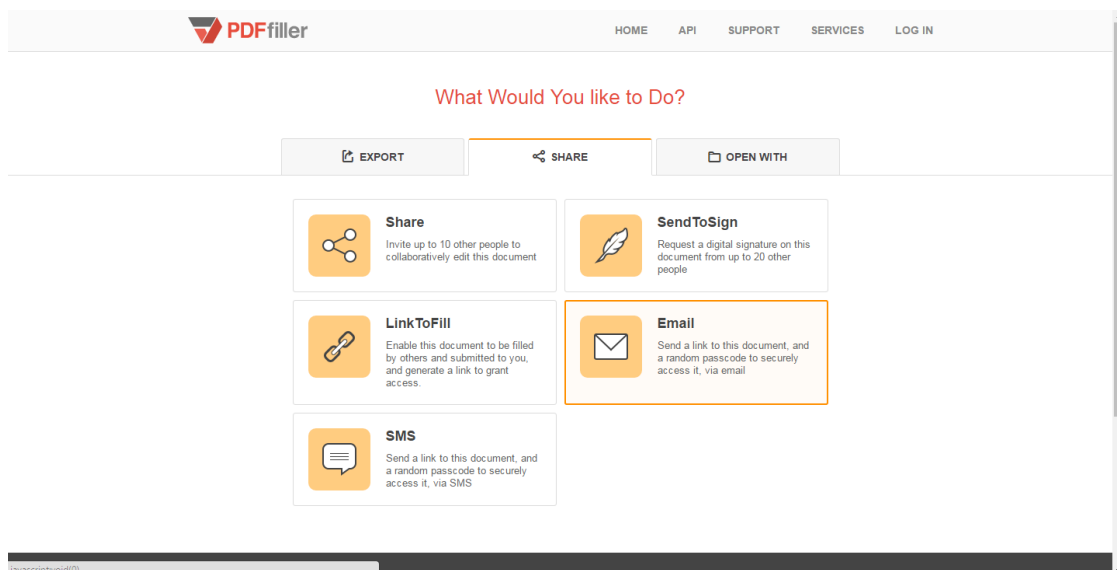 PDFfiller
HOME API SUPPORT SERVICES LOG IN
What Would You like to Do?
EXPORT SHARE OPEN WITH
Share
Invite up to 10 other people to
collaboratively edit this document
SendToSign
Request a digital signature on this
document from up to 20 other
people
LinkToFill
Enable this document to be filled
by others and submitted to you,
and generate a link to grant
access.
Email
Send a link to this document, and
a random passcode to securely
access it, via email
SMS
Send a link to this document, and
a random passcode to securely
access it, via SMS
javascript:void(0)